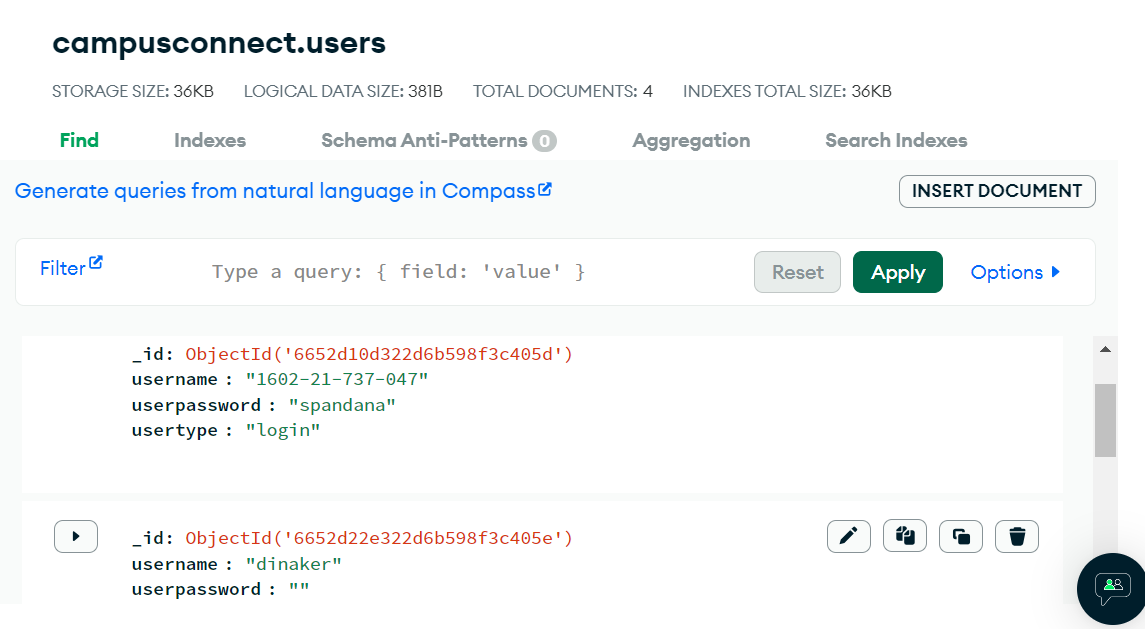 campusconnect.users
STORAGE SIZE: 36KB LOGICAL DATA SIZE: 381B TOTAL DOCUMENTS: 4 INDEXES TOTAL SIZE: 36KB
Find Indexes Schema Anti-Patterns 0 Aggregation Search Indexes
Generate queries from natural language in Compass
INSERT DOCUMENT
Filter Type a query: { field: 'value' } Reset Apply Options
_id: ObjectId('6652d10d322d6b598f3c405d')
username : "1602-21-737-047"
userpassword : "spandana"
usertype : "login"
_id: ObjectId('6652d22e322d6b598f3c405e')
username : "dinaker"
userpassword : ""